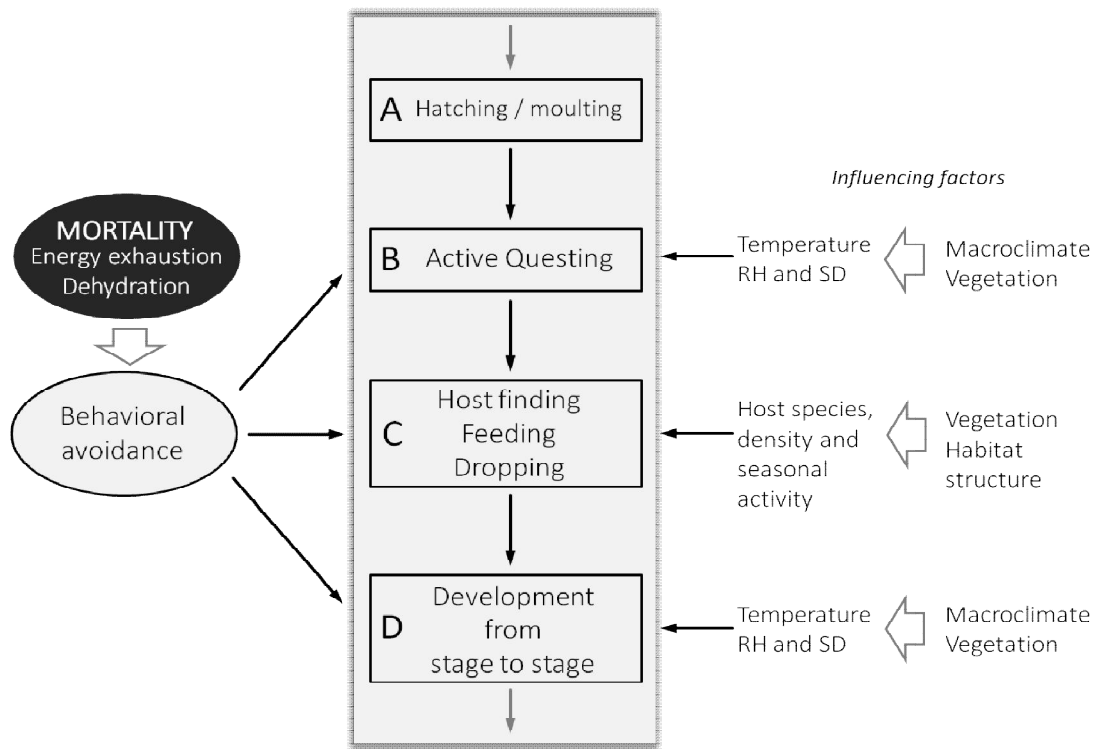 A Hatching / moulting
Influencing factors
MORTALITY
Energy exhaustion
Dehydration
B Active Questing
Temperature
RH and SD
Macroclimate
Vegetation
Behavioral
avoidance
C
Host finding
Feeding
Dropping
Host species,
density and
seasonal
activity
Vegetation
Habitat
structure
D
Development
from
stage to stage
Temperature
RH and SD
Macroclimate
Vegetation